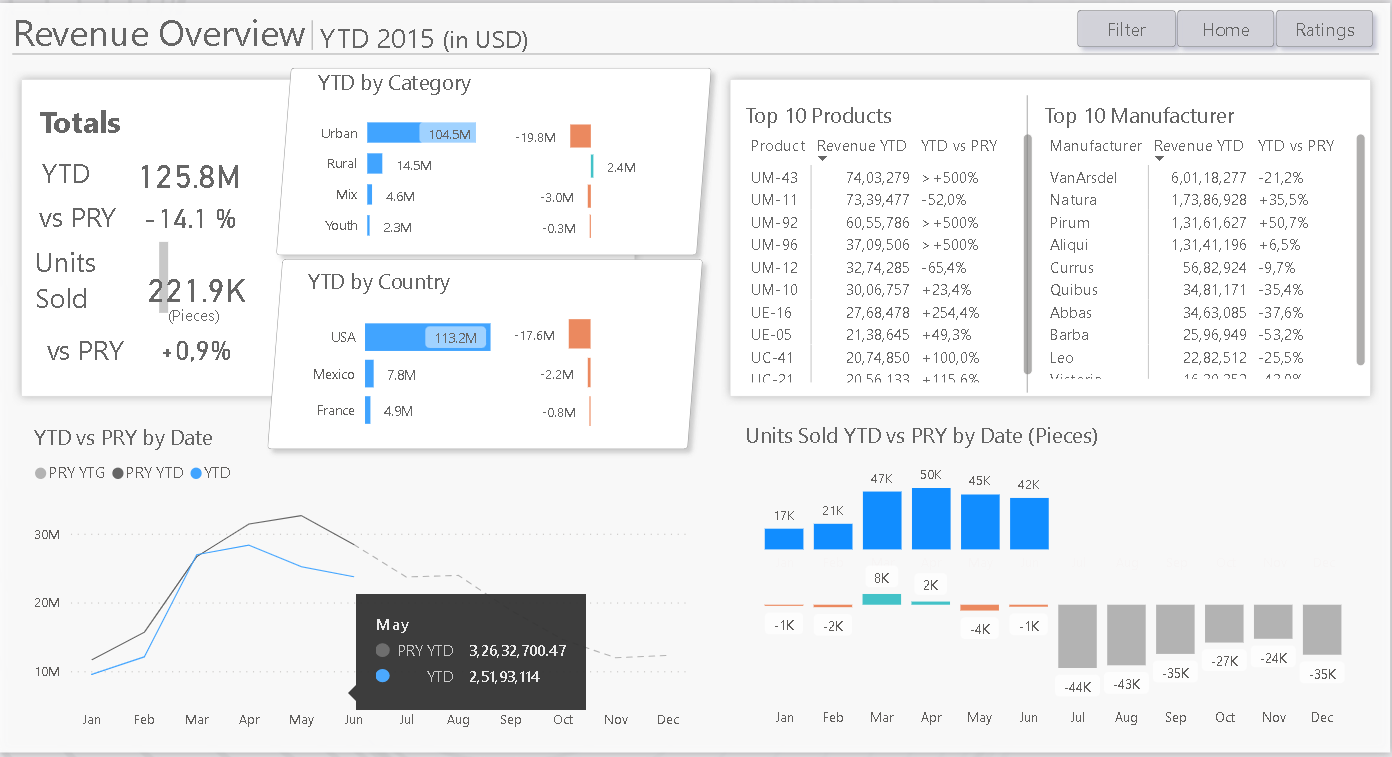 Revenue Overview YTD 2015 (in USD)
Filter Home Ratings
Totals
YTD 125.8M
vs PRY -14.1 %
Units Sold 221.9K
(Pieces)
vs PRY +0,9%
YTD by Category
Urban 104.5M -19.8M
Rural 14.5M 2.4M
Mix 4.6M -3.0M
Youth 2.3M -0.3M
YTD by Country
USA 113.2M -17.6M
Mexico 7.8M -2.2M
France 4.9M -0.8M
Top 10 Products
Product Revenue YTD YTD vs PRY
UM-43 74,03,279 > +500%
UM-11 73,39,477 -52,0%
UM-92 60,55,786 > +500%
UM-96 37,09,506 > +500%
UM-12 32,74,285 -65,4%
UM-10 30,06,757 +23,4%
UE-16 27,68,478 +254,4%
UE-05 21,38,645 +49,3%
UC-41 20,74,850 +100,0%
UC-21 20,56,133 +115,6%
Top 10 Manufacturer
Manufacturer Revenue YTD YTD vs PRY
VanArsdel 6,01,18,277 -21,2%
Natura 1,73,86,928 +35,5%
Pirum 1,31,61,627 +50,7%
Aliqui 1,31,41,196 +6,5%
Currus 56,82,924 -9,7%
Quibus 34,81,171 -35,4%
Abbas 34,63,085 -37,6%
Barba 25,96,949 -53,2%
Leo 22,82,512 -25,5%
Victoria
YTD vs PRY by Date
PRY YTG PRY YTD YTD
30M
20M
10M
May
PRY YTD 3,26,32,700.47
YTD 2,51,93,114
Jan Feb Mar Apr May Jun Jul Aug Sep Oct Nov Dec
Units Sold YTD vs PRY by Date (Pieces)
17K 21K 47K 50K 45K 42K
-1K -2K 8K 2K -4K -1K -44K -43K -35K -27K -24K -35K
Jan Feb Mar Apr May Jun Jul Aug Sep Oct Nov Dec